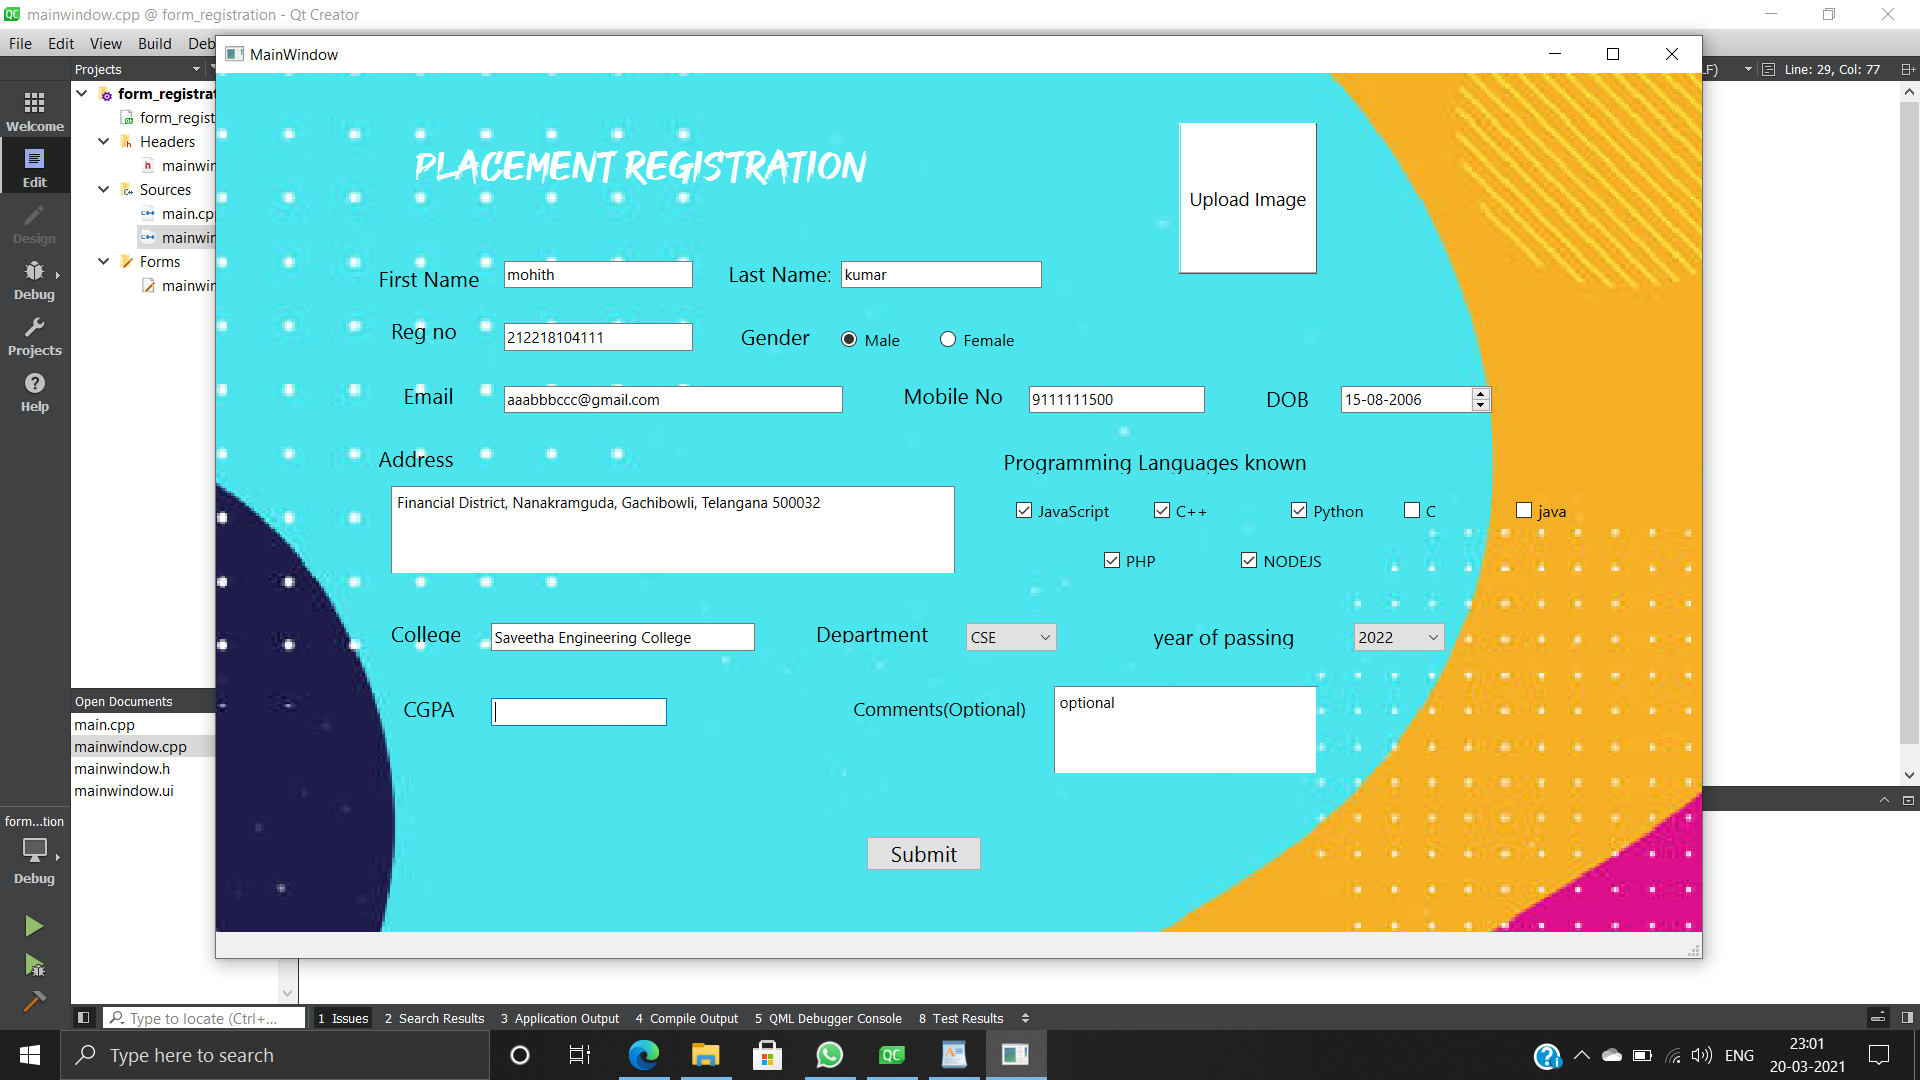 mainwindow.cpp @ form_registration - Qt Creator
File Edit View Build Deb
MainWindow
Projects
LF) Line: 29, Col: 77
form_registrat
form_regist
Headers
mainwin
Sources
main.cp
mainwin
Forms
mainwin
Welcome
Edit
Design
Debug
Projects
Help
PLACEMENT REGISTRATION
Upload Image
First Name mohith Last Name: kumar
Reg no 212218104111 Gender Male Female
Email aaabbbccc@gmail.com Mobile No 9111111500 DOB 15-08-2006
Address
Financial District, Nanakramguda, Gachibowli, Telangana 500032
Programming Languages known
JavaScript C++ Python C java
PHP NODEJS
College Saveetha Engineering College Department CSE year of passing 2022
CGPA Comments(Optional) optional
Submit
Open Documents
main.cpp
mainwindow.cpp
mainwindow.h
mainwindow.ui
form...tion
Debug
Type to locate (Ctrl+... 1 Issues 2 Search Results 3 Application Output 4 Compile Output 5 QML Debugger Console 8 Test Results
Type here to search
ENG
23:01
20-03-2021